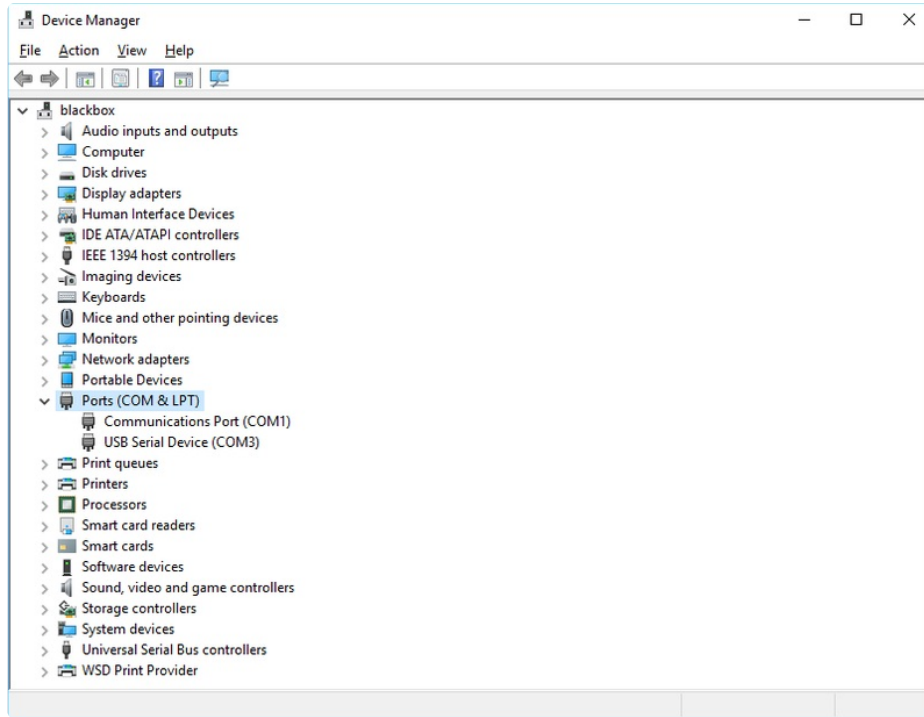 Device Manager
File Action View Help
blackbox
Audio inputs and outputs
Computer
Disk drives
Display adapters
Human Interface Devices
IDE ATA/ATAPI controllers
IEEE 1394 host controllers
Imaging devices
Keyboards
Mice and other pointing devices
Monitors
Network adapters
Portable Devices
Ports (COM & LPT)
Communications Port (COM1)
USB Serial Device (COM3)
Print queues
Printers
Processors
Smart card readers
Smart cards
Software devices
Sound, video and game controllers
Storage controllers
System devices
Universal Serial Bus controllers
WSD Print Provider